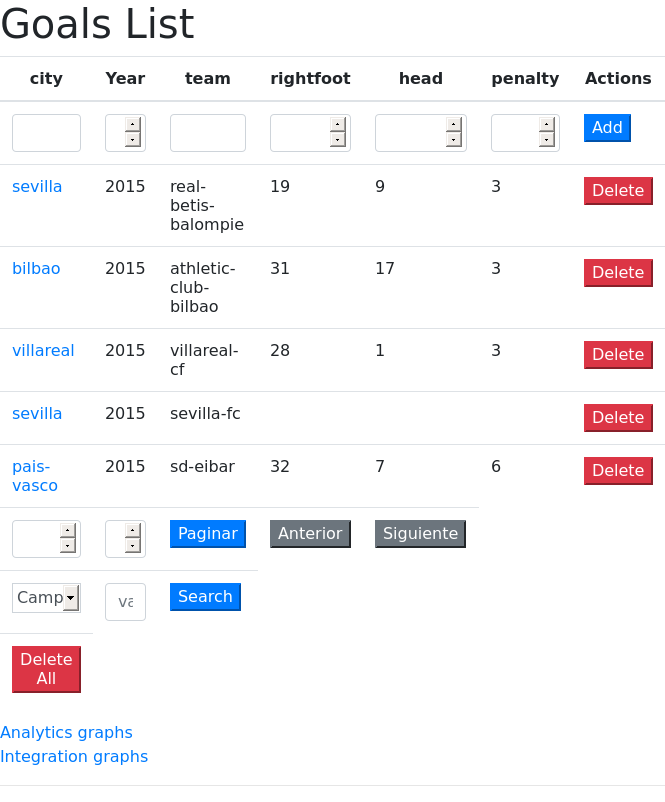 Goals List
city Year team rightfoot head penalty Actions
Add
sevilla 2015 real-betis-balompie 19 9 3 Delete
bilbao 2015 athletic-club-bilbao 31 17 3 Delete
villareal 2015 villareal-cf 28 1 3 Delete
sevilla 2015 sevilla-fc Delete
pais-vasco 2015 sd-eibar 32 7 6 Delete
Paginar Anterior Siguiente
Camp Search
Delete All
Analytics graphs
Integration graphs